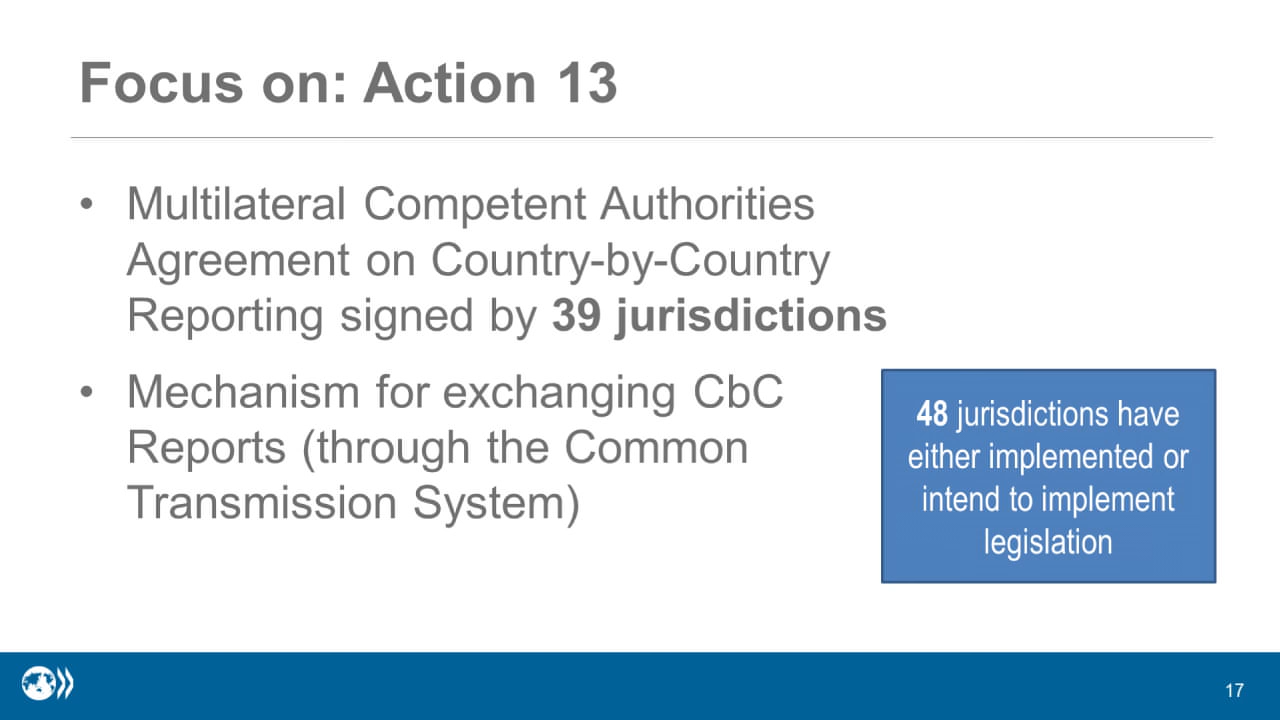 Focus on: Action 13
• Multilateral Competent Authorities
Agreement on Country-by-Country
Reporting signed by 39 jurisdictions
• Mechanism for exchanging CbC
Reports (through the Common
Transmission System)
48 jurisdictions have
either implemented or
intend to implement
legislation
17